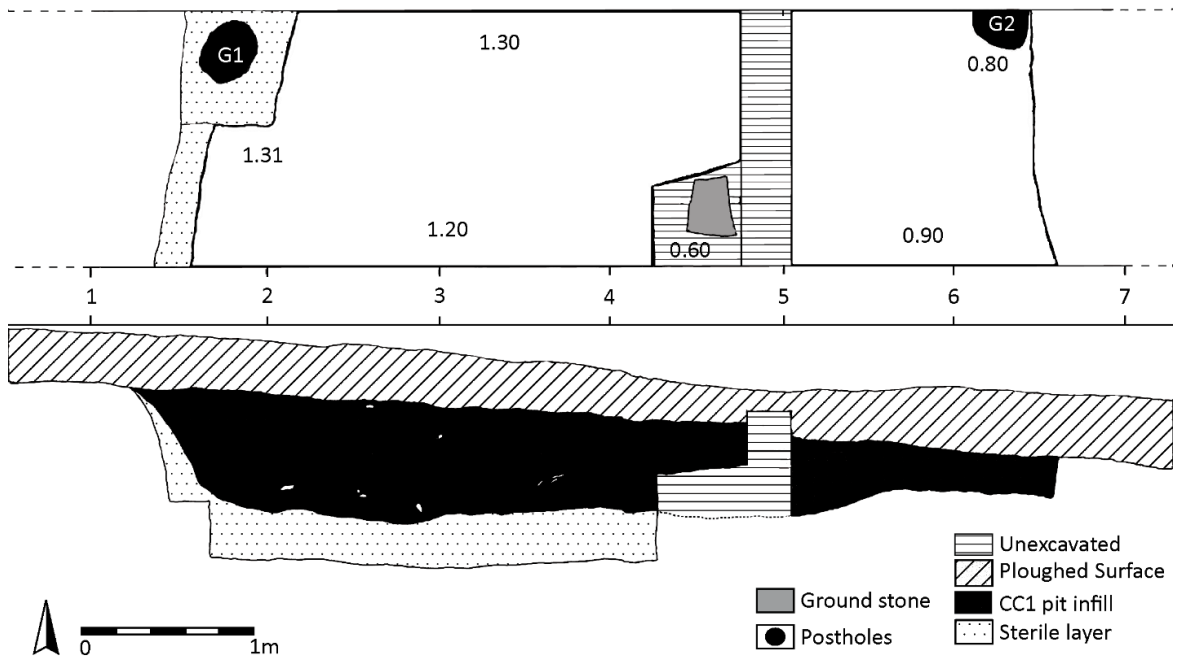 G1
G2
1.30
0.80
1.31
1.20
0.60
0.90
1 2 3 4 5 6 7
Unexcavated
Ploughed Surface
Ground stone
CC1 pit infill
Postholes
Sterile layer
0 1m